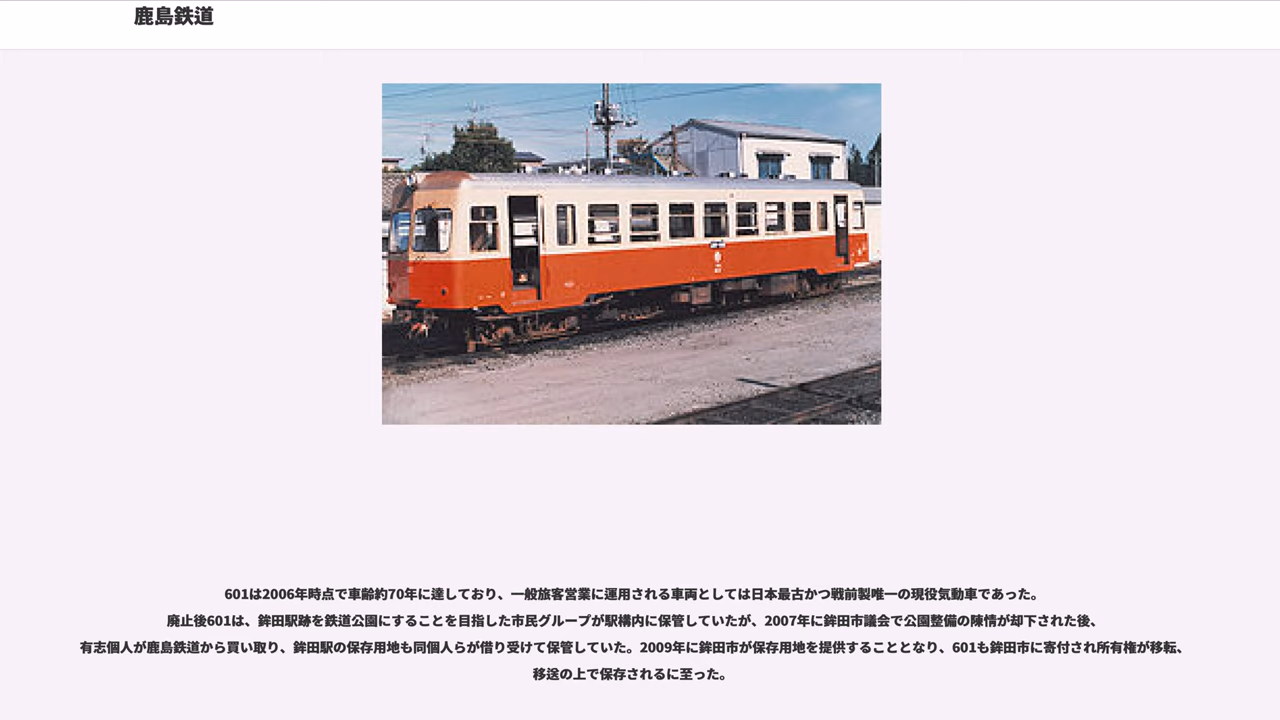 鹿島鉄道
601は2006年時点で車齢約70年に達しており、一般旅客営業に運用される車両としては日本最古かつ戦前製唯一の現役気動車であった。
廃止後601は、鉾田駅跡を鉄道公園にすることを目指した市民グループが駅構内に保管していたが、2007年に鉾田市議会で公園整備の陳情が却下された後、
有志個人が鹿島鉄道から買い取り、鉾田駅の保存用地も同個人らが借り受けて保管していた。2009年に鉾田市が保存用地を提供することとなり、601も鉾田市に寄付され所有権が移転、
移送の上で保存されるに至った。